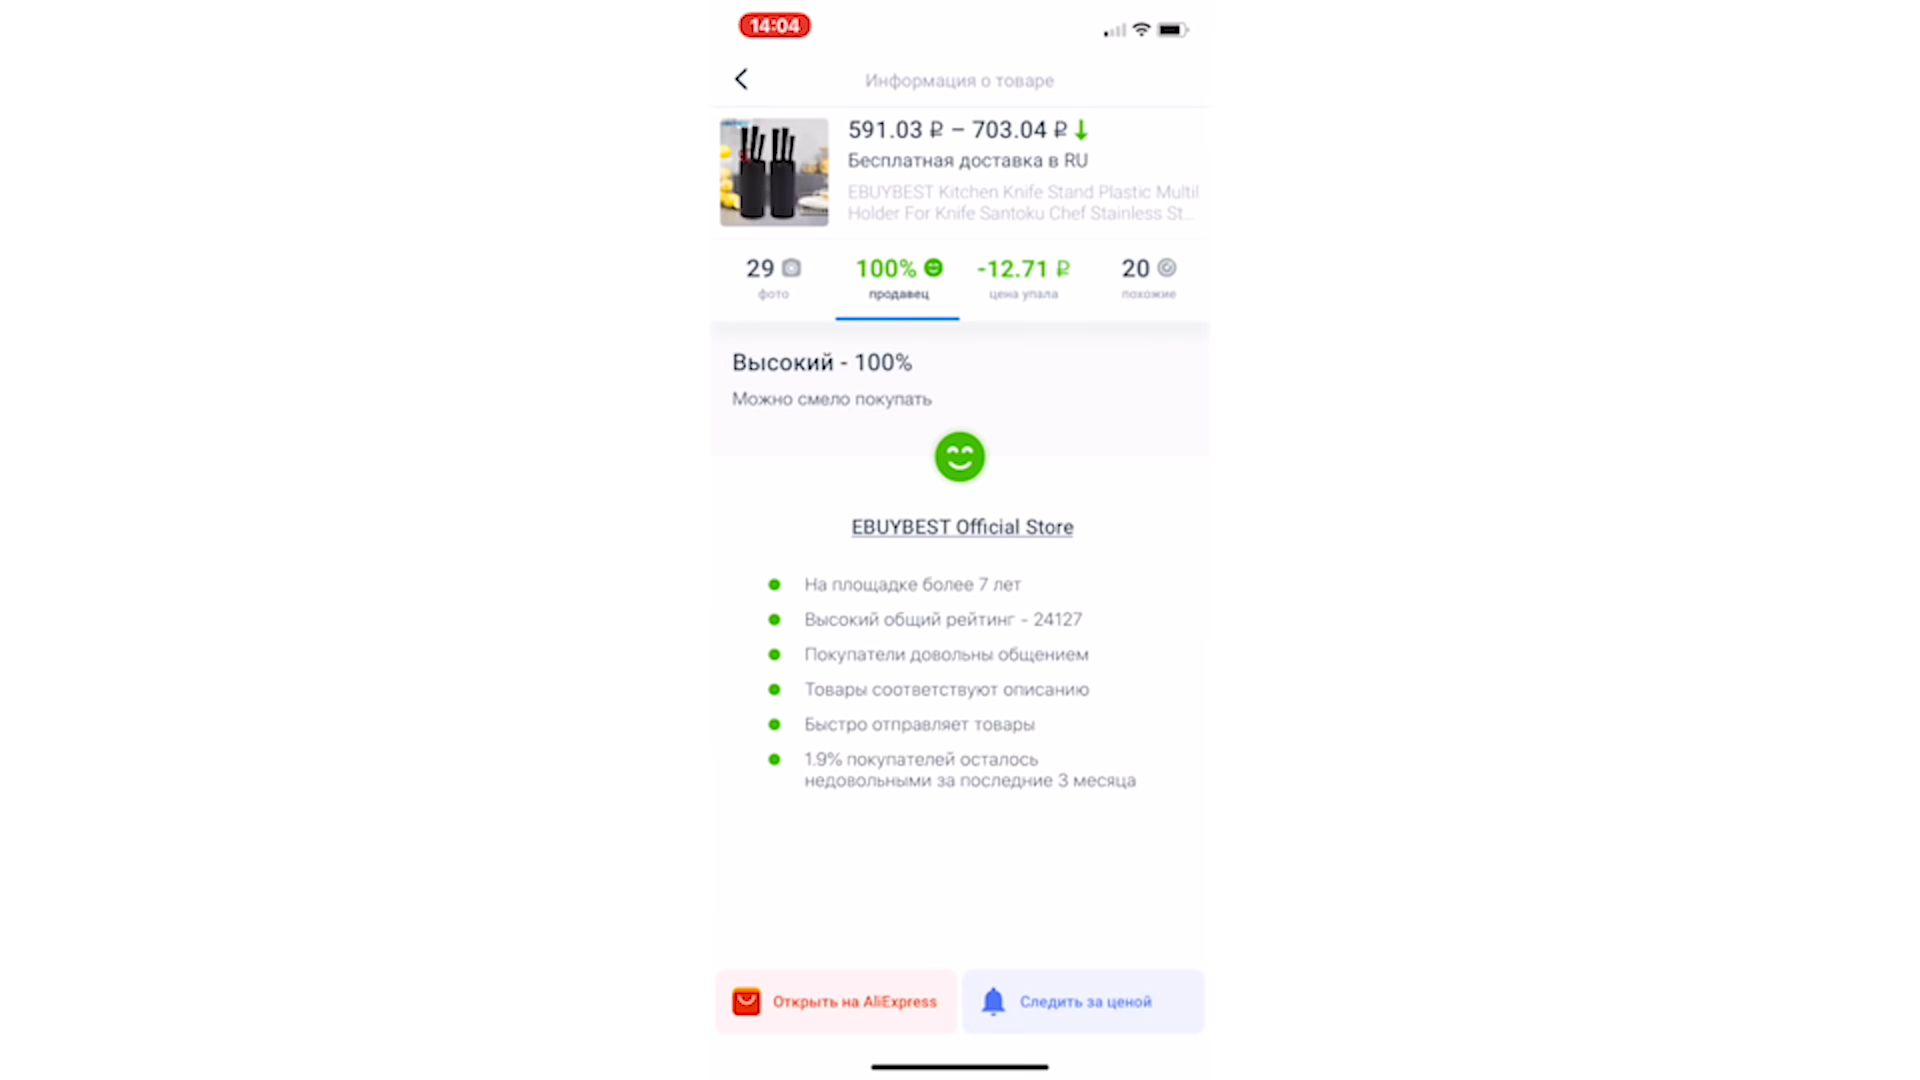 14:04
Информация о товаре
591.03 ₽ – 703.04 ₽
Бесплатная доставка в RU
EBUYBEST Kitchen Knife Stand Plastic Multil
Holder For Knife Santoku Chef Stainless St...
29
фото
100%
продавец
-12.71 ₽
цена упала
20
похожие
Высокий - 100%
Можно смело покупать
EBUYBEST Official Store
На площадке более 7 лет
Высокий общий рейтинг - 24127
Покупатели довольны общением
Товары соответствуют описанию
Быстро отправляет товары
1.9% покупателей осталось
недовольными за последние 3 месяца
Открыть на AliExpress
Следить за ценой